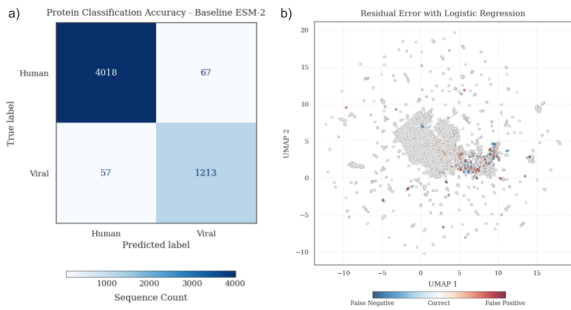 a)
Protein Classification Accuracy - Baseline ESM-2
Human
4018
67
True label
Viral
57
1213
Human
Viral
Predicted label
1000
2000
3000
4000
Sequence Count
b)
Residual Error with Logistic Regression
20
15
10
5
0
−5
−10
UMAP 2
−10
−5
0
5
10
15
UMAP 1
False Negative
Correct
False Positive